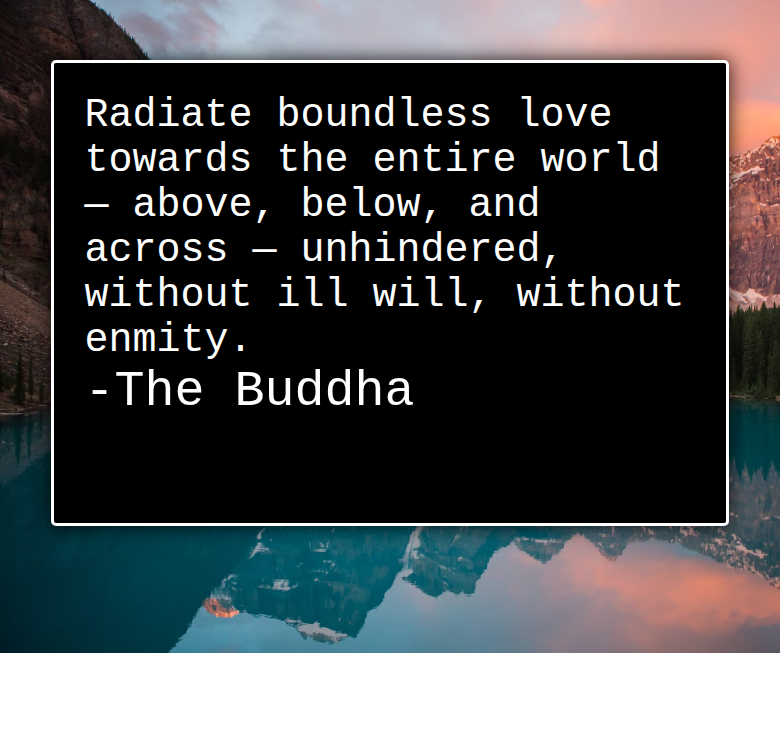 Radiate boundless love
towards the entire world
— above, below, and
across — unhindered,
without ill will, without
enmity.
-The Buddha